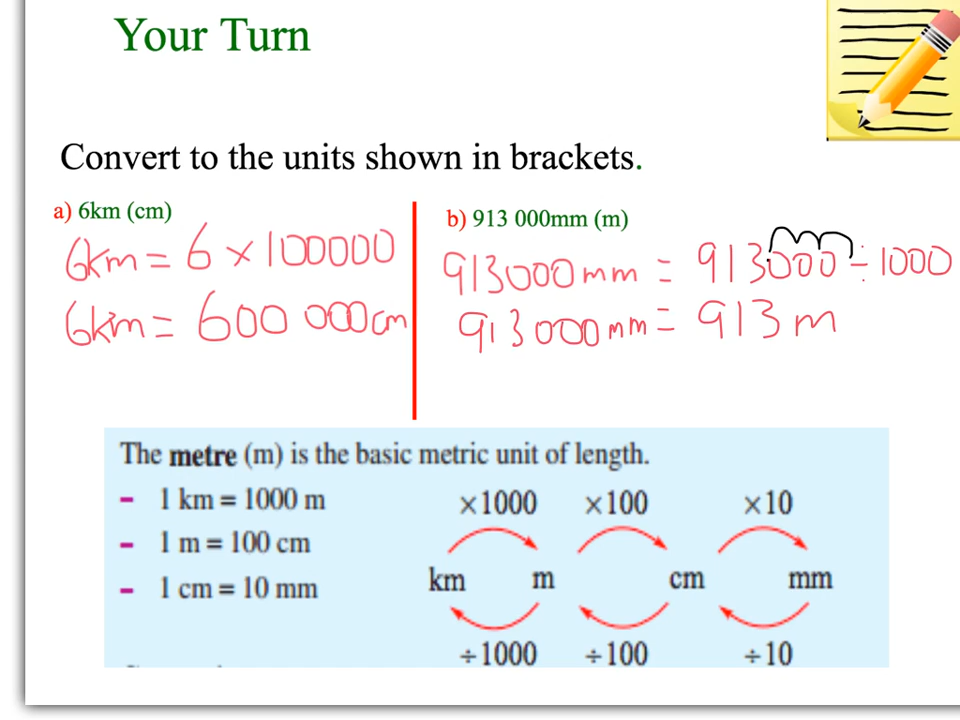 Your Turn
Convert to the units shown in brackets.
a) 6km (cm)
6km = 6 × 100000
6km = 600 000cm
b) 913 000mm (m)
913000mm = 913000 ÷ 1000
913000mm = 913m
The metre (m) is the basic metric unit of length.
- 1 km = 1000 m
- 1 m = 100 cm
- 1 cm = 10 mm
×1000 ×100 ×10
km m cm mm
÷1000 ÷100 ÷10